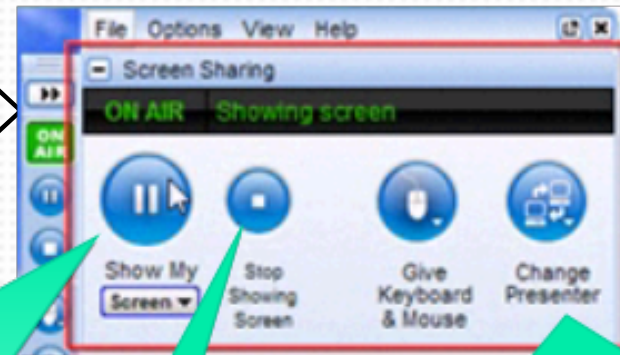 File Options View Help
Screen Sharing
ON AIR Showing screen
ON
AIR
Show My
Screen
Stop
Showing
Screen
Give
Keyboard
& Mouse
Change
Presenter